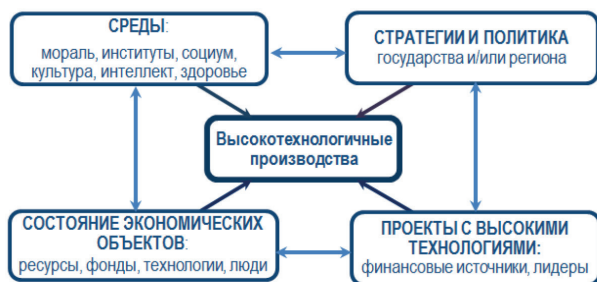 СРЕДЫ:
мораль, институты, социум,
культура, интеллект, здоровье
СТРАТЕГИИ И ПОЛИТИКА
государства и/или региона
Высокотехнологичные
производства
СОСТОЯНИЕ ЭКОНОМИЧЕСКИХ
ОБЪЕКТОВ:
ресурсы, фонды, технологии, люди
ПРОЕКТЫ С ВЫСОКИМИ
ТЕХНОЛОГИЯМИ:
финансовые источники, лидеры